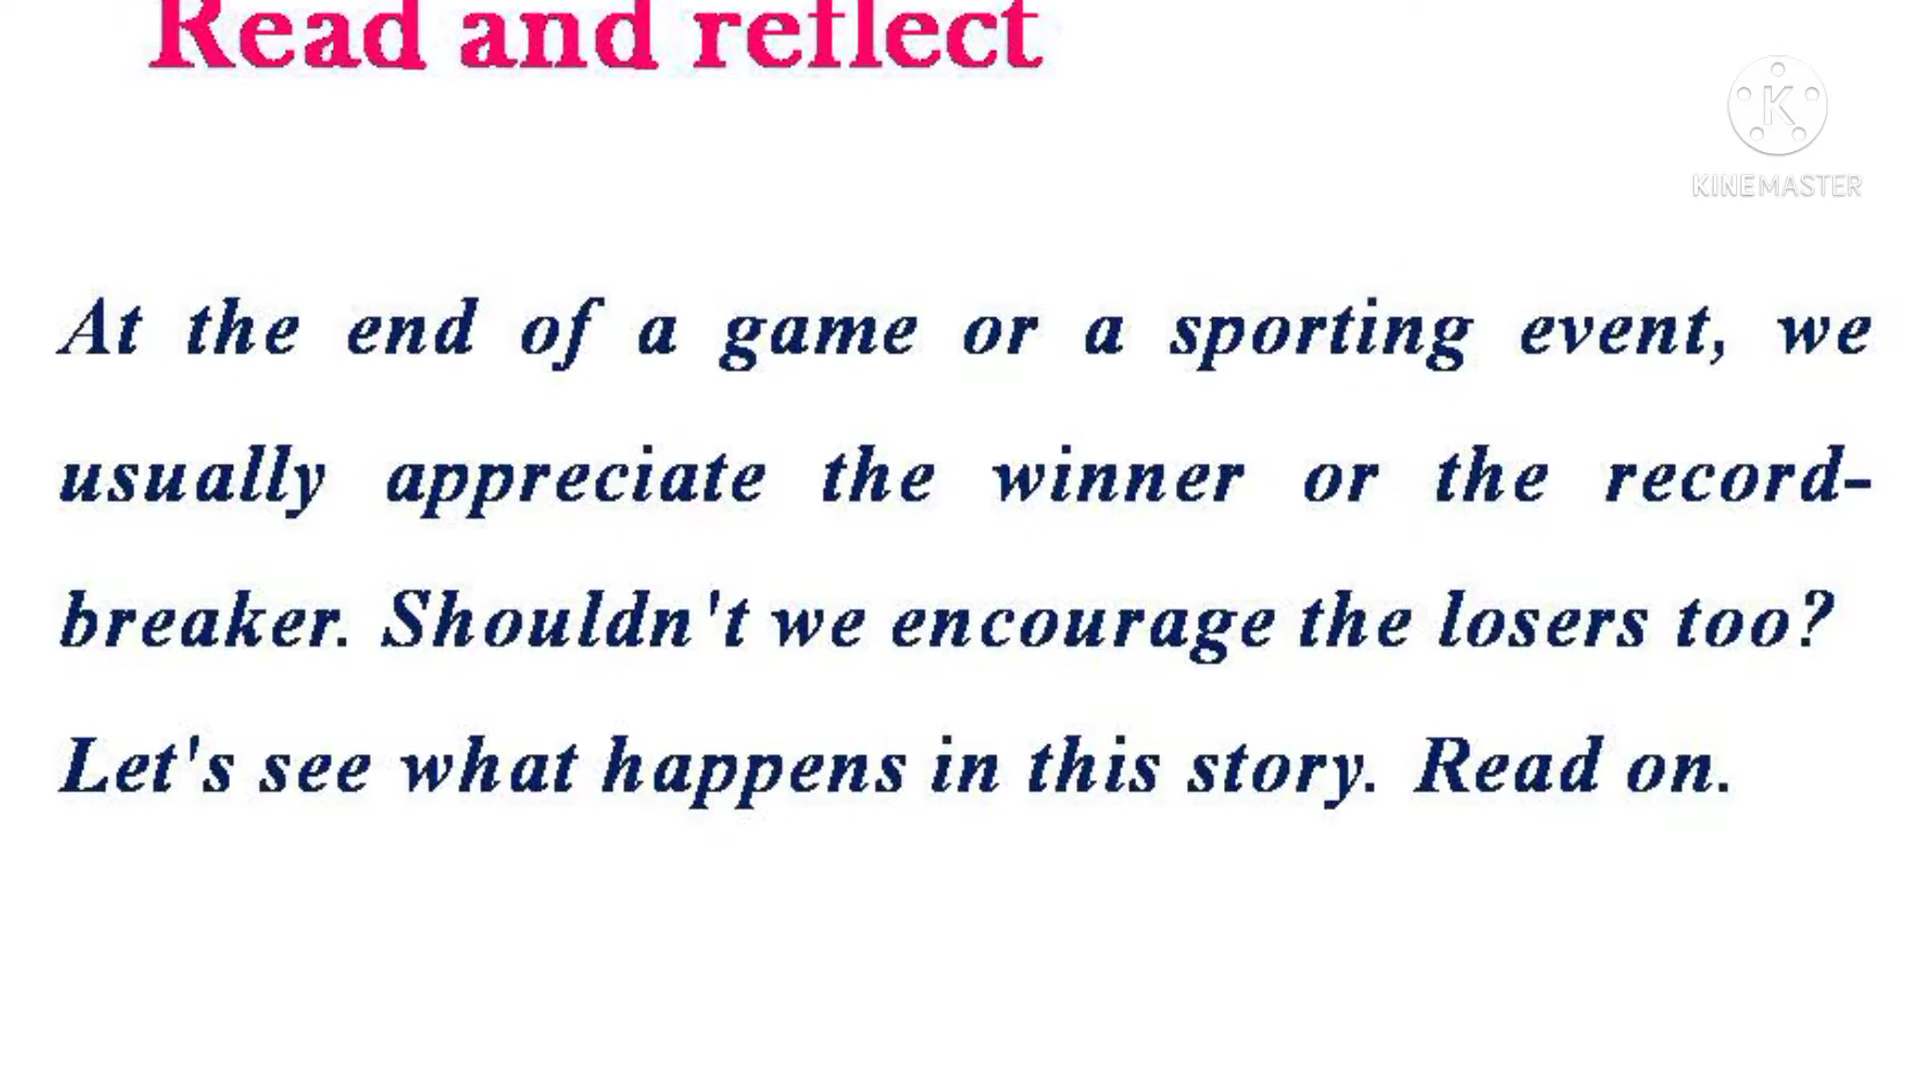 Read and reflect
K
KINEMASTER
At the end of a game or a sporting event, we
usually appreciate the winner or the record-
breaker. Shouldn't we encourage the losers too?
Let's see what happens in this story. Read on.